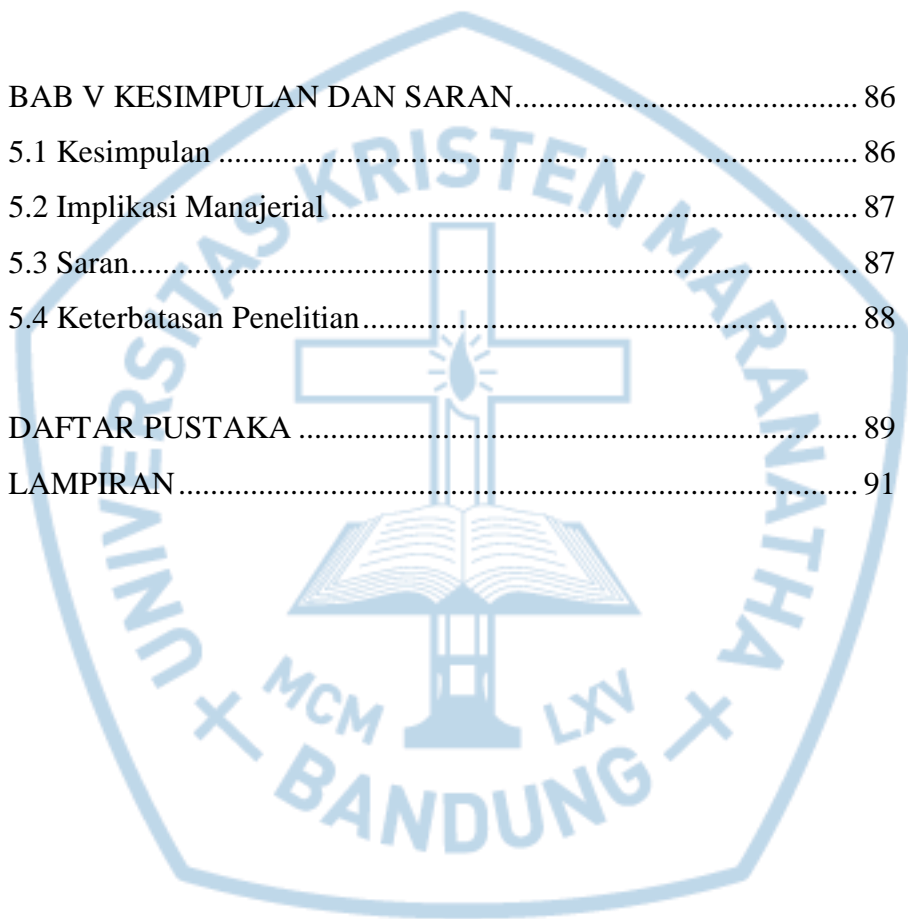 BAB V KESIMPULAN DAN SARAN............................................ 86
5.1 Kesimpulan ................................................................................... 86
5.2 Implikasi Manajerial .................................................................... 87
5.3 Saran............................................................................................. 87
5.4 Keterbatasan Penelitian................................................................ 88
DAFTAR PUSTAKA ........................................................................ 89
LAMPIRAN....................................................................................... 91
UNIVERSITAS KRISTEN MARANATHA
MCM LXV
BANDUNG